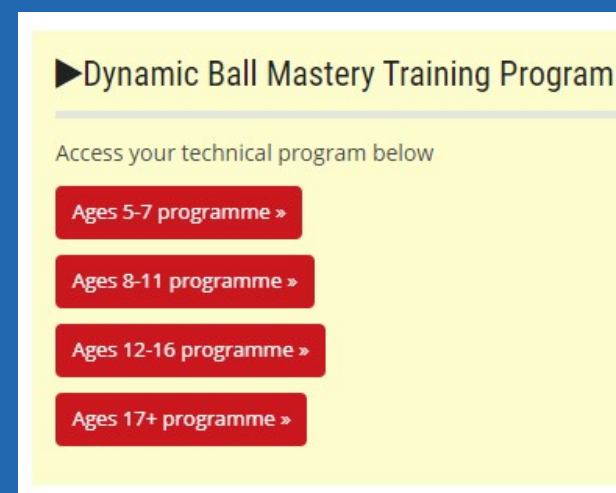 ▶Dynamic Ball Mastery Training Program
Access your technical program below
Ages 5-7 programme »
Ages 8-11 programme »
Ages 12-16 programme »
Ages 17+ programme »